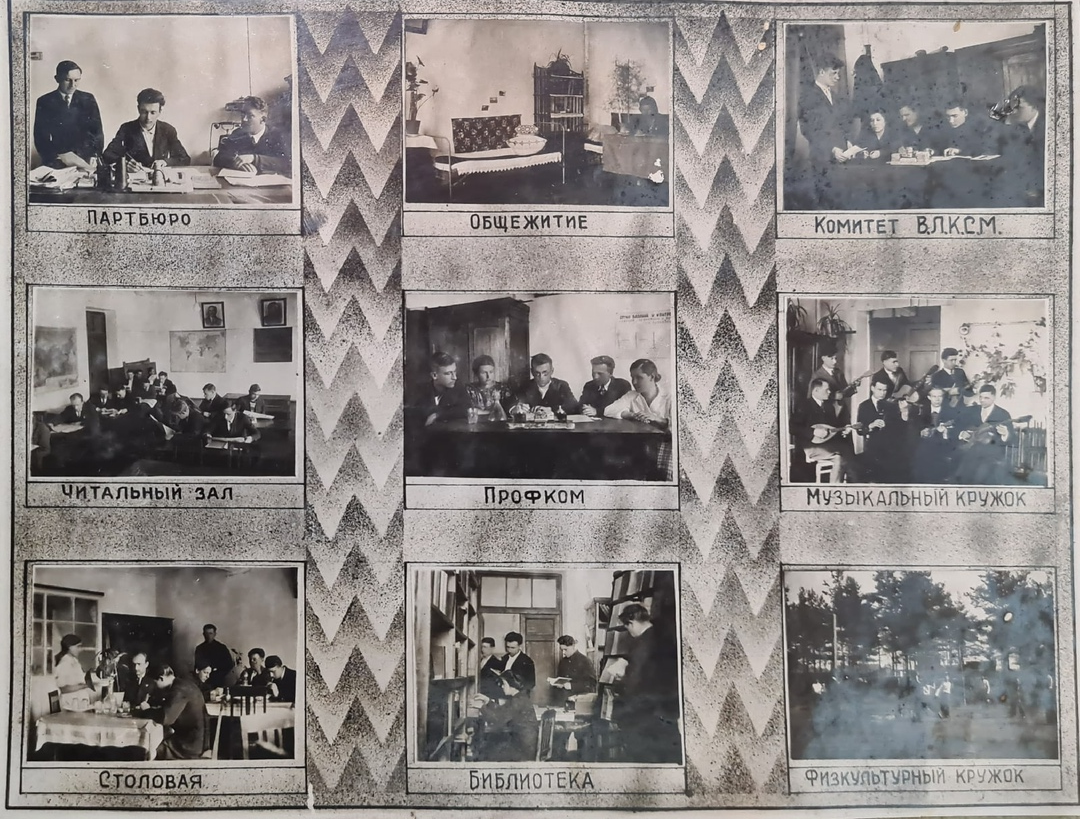 ПАРТБЮРО
ОБЩЕЖИТИЕ
КОМИТЕТ В.Л.К.С.М.
ЧИТАЛЬНЫЙ ЗАЛ
ПРОФКОМ
МУЗЫКАЛЬНЫЙ КРУЖОК
СТОЛОВАЯ
БИБЛИОТЕКА
ФИЗКУЛЬТУРНЫЙ КРУЖОК